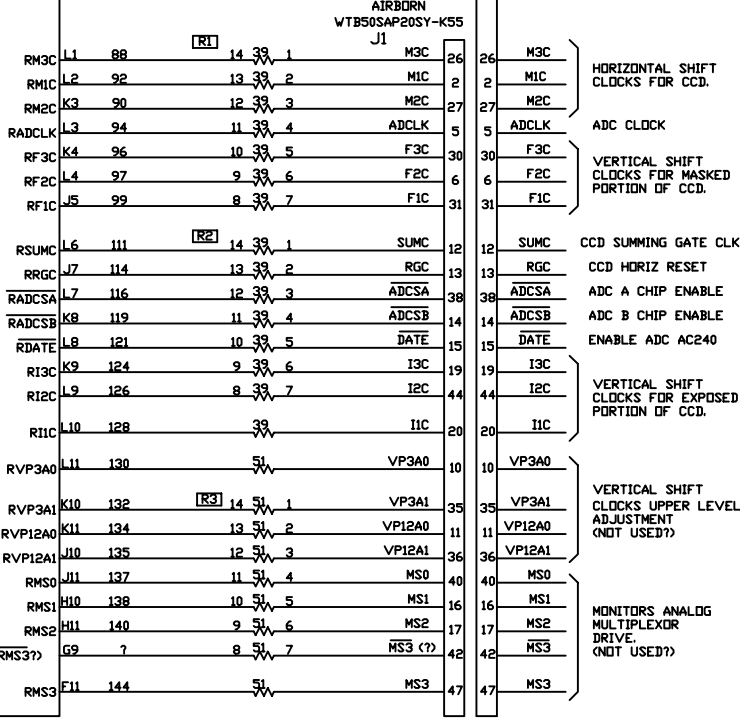 AIRBORN
WTB50SAP20SY-K55
J1
RM3C L1 88 R1 14 39 1 M3C 26 26 M3C
RM1C L2 92 13 39 2 M1C 2 2 M1C
HORIZONTAL SHIFT
CLOCKS FOR CCD.
RM2C K3 90 12 39 3 M2C 27 27 M2C
RADCLK L3 94 11 39 4 ADCLK 5 5 ADCLK ADC CLOCK
RF3C K4 96 10 39 5 F3C 30 30 F3C
RF2C L4 97 9 39 6 F2C 6 6 F2C
VERTICAL SHIFT
CLOCKS FOR MASKED
PORTION OF CCD.
RF1C J5 99 8 39 7 F1C 31 31 F1C
RSUMC L6 111 R2 14 39 1 SUMC 12 12 SUMC CCD SUMMING GATE CLK
RRGC J7 114 13 39 2 RGC 13 13 RGC CCD HORIZ RESET
RADCSA L7 116 12 39 3 ADCSA 38 38 ADCSA ADC A CHIP ENABLE
RADCSB K8 119 11 39 4 ADCSB 14 14 ADCSB ADC B CHIP ENABLE
RDATE L8 121 10 39 5 DATE 15 15 DATE ENABLE ADC AC240
RI3C K9 124 9 39 6 I3C 19 19 I3C
RI2C L9 126 8 39 7 I2C 44 44 I2C
VERTICAL SHIFT
CLOCKS FOR EXPOSED
PORTION OF CCD.
RI1C L10 128 39 I1C 20 20 I1C
RVP3A0 L11 130 51 VP3A0 10 10 VP3A0
RVP3A1 K10 132 R3 14 51 1 VP3A1 35 35 VP3A1
VERTICAL SHIFT
CLOCKS UPPER LEVEL
ADJUSTMENT
(NOT USED?)
RVP12A0 K11 134 13 51 2 VP12A0 11 11 VP12A0
RVP12A1 J10 135 12 51 3 VP12A1 36 36 VP12A1
RMS0 J11 137 11 51 4 MS0 40 40 MS0
RMS1 H10 138 10 51 5 MS1 16 16 MS1
RMS2 H11 140 9 51 6 MS2 17 17 MS2
MONITORS ANALOG
MULTIPLEXOR
DRIVE.
(NOT USED?)
RMS3?) G9 ? 8 51 7 MS3 (?) 42 42 MS3
RMS3 F11 144 51 MS3 47 47 MS3